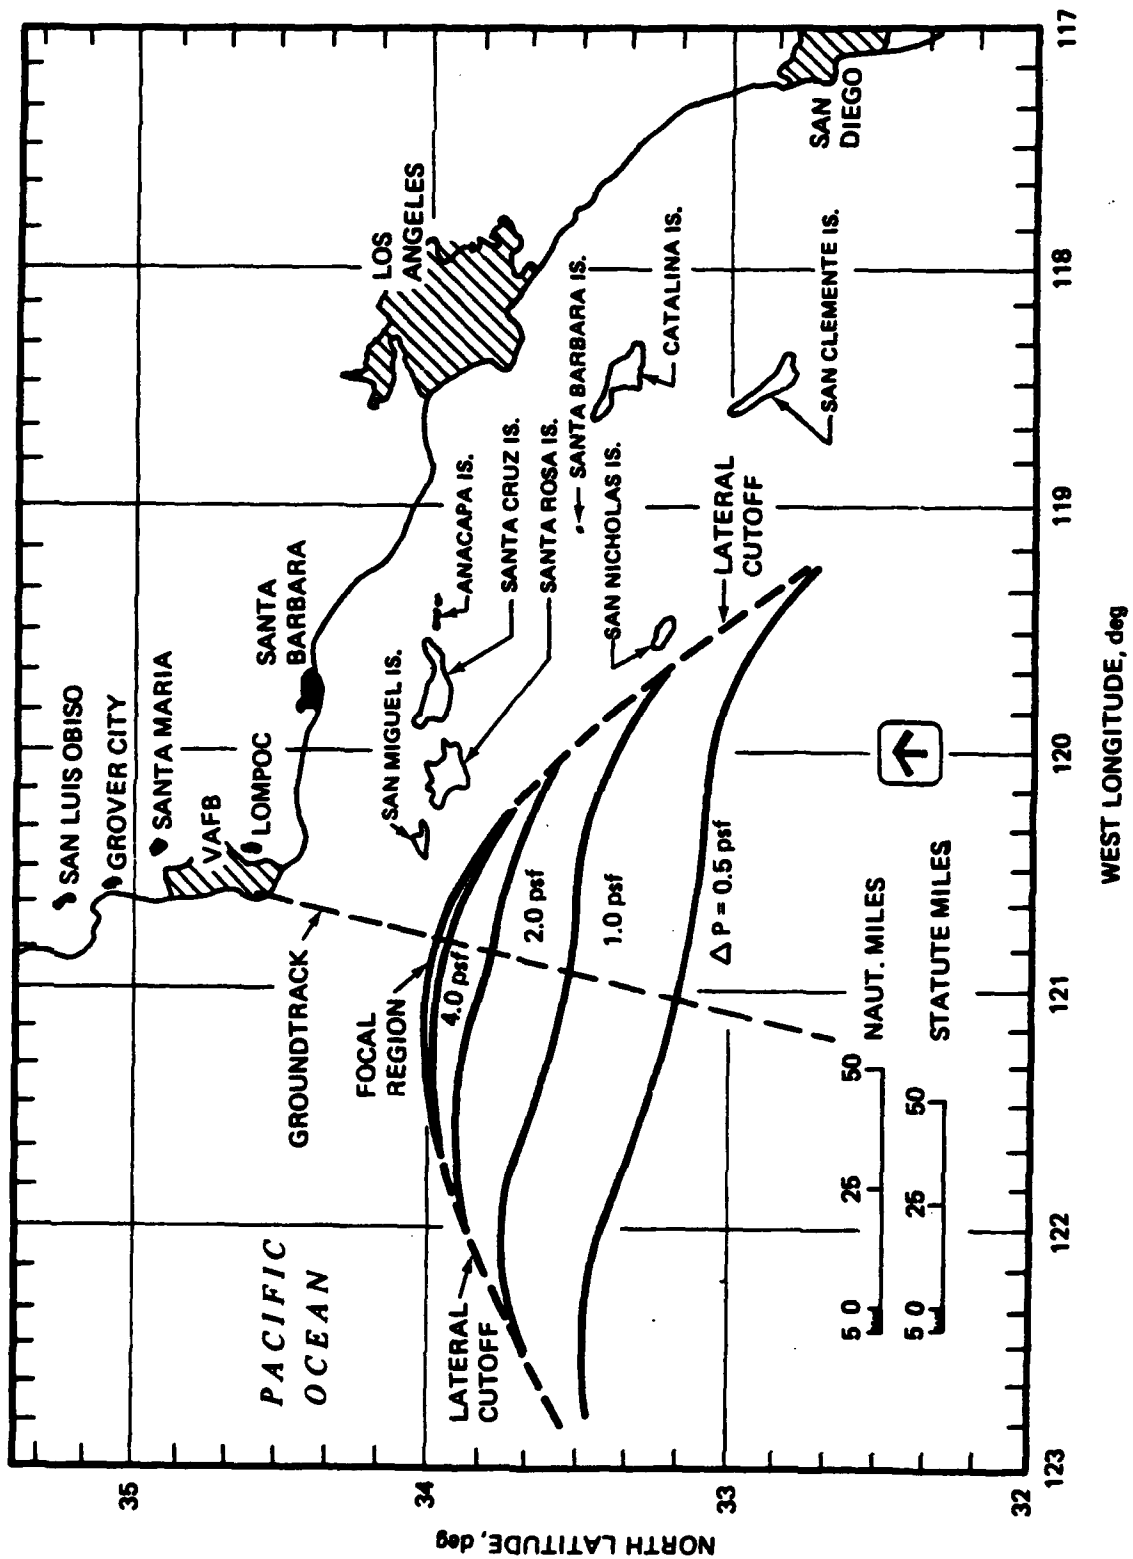 SAN LUIS OBISO
GROVER CITY
SANTA MARIA
VAFB
LOMPOC
SANTA
BARBARA
LOS
ANGELES
SAN
DIEGO
GROUNDTRACK
PACIFIC
OCEAN
FOCAL
REGION
LATERAL
CUTOFF
4.0 psf
2.0 psf
1.0 psf
Δ P = 0.5 psf
SAN MIGUEL IS.
ANACAPA IS.
SANTA CRUZ IS.
SANTA ROSA IS.
SANTA BARBARA IS.
SAN NICHOLAS IS.
CATALINA IS.
SAN CLEMENTE IS.
LATERAL
CUTOFF
5 0 25 50 NAUT. MILES
5 0 25 50 STATUTE MILES
35
34
33
32
NORTH LATITUDE, deg
123 122 121 120 119 118 117
WEST LONGITUDE, deg